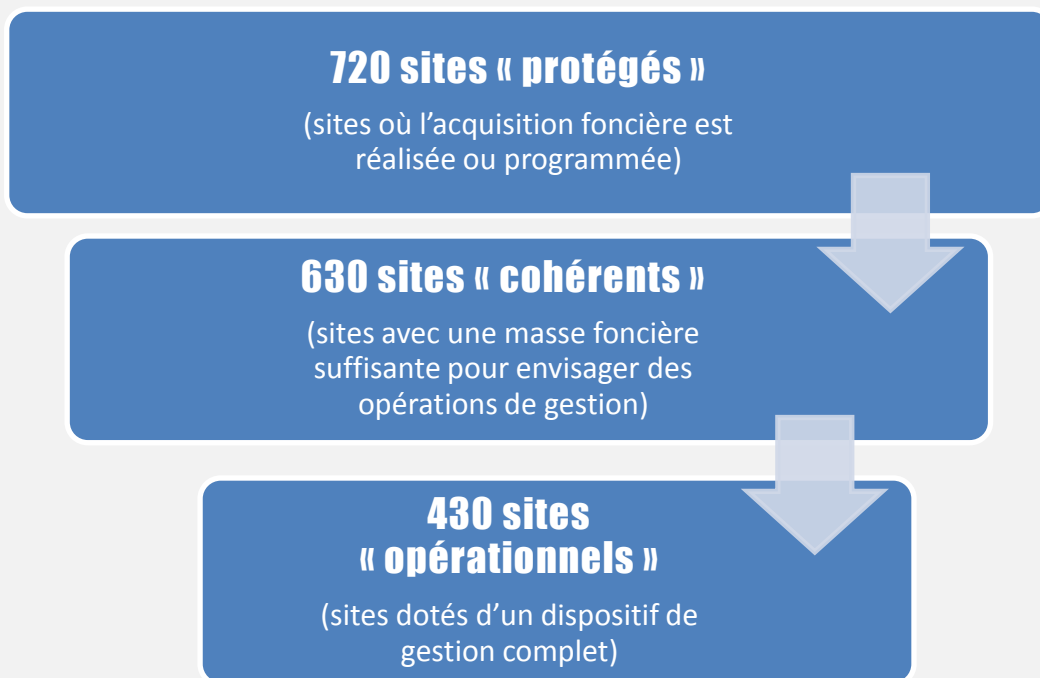 720 sites « protégés »
(sites où l’acquisition foncière est
réalisée ou programmée)
630 sites « cohérents »
(sites avec une masse foncière
suffisante pour envisager des
opérations de gestion)
430 sites
« opérationnels »
(sites dotés d’un dispositif de
gestion complet)